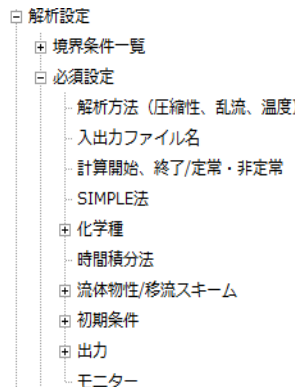 解析設定
境界条件一覧
必須設定
解析方法（圧縮性、乱流、温度）
入出力ファイル名
計算開始、終了/定常・非定常
SIMPLE法
化学種
時間積分法
流体物性/移流スキーム
初期条件
出力
モニター